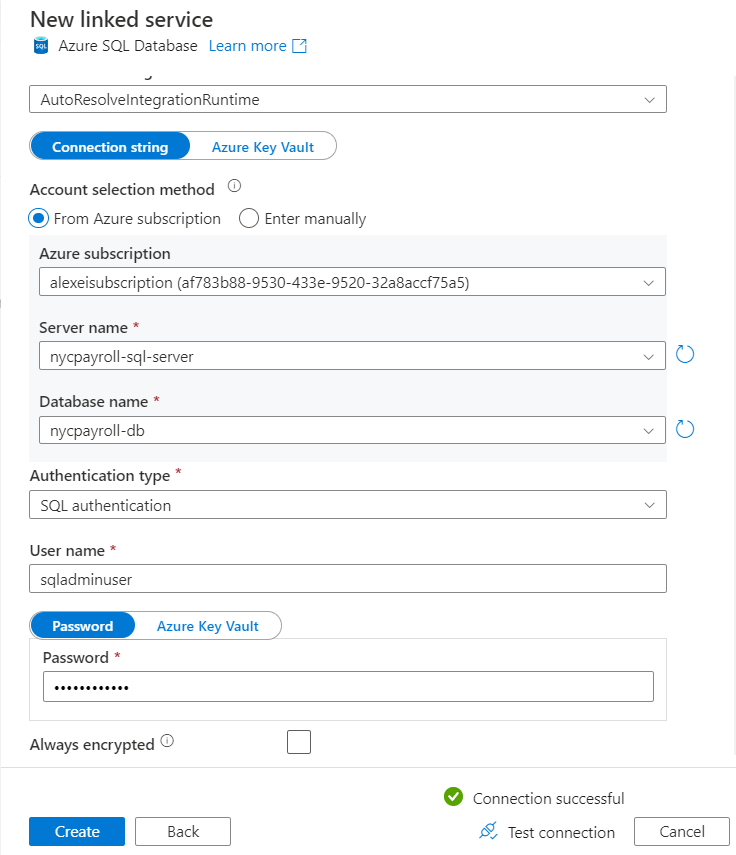 New linked service
SQL Azure SQL Database Learn more
AutoResolveIntegrationRuntime
Connection string Azure Key Vault
Account selection method
From Azure subscription Enter manually
Azure subscription
alexeisubscription (af783b88-9530-433e-9520-32a8accf75a5)
Server name *
nycpayroll-sql-server
Database name *
nycpayroll-db
Authentication type *
SQL authentication
User name *
sqladminuser
Password Azure Key Vault
Password *
••••••••••••
Always encrypted
Connection successful
Create Back Test connection Cancel